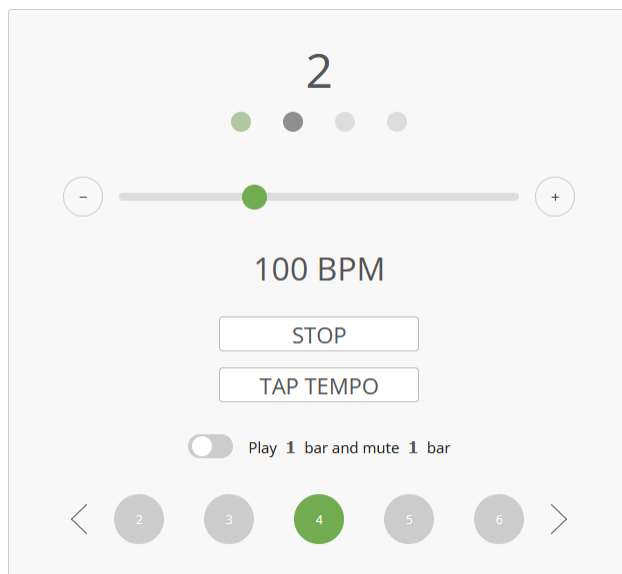 2
− +
100 BPM
STOP
TAP TEMPO
Play 1 bar and mute 1 bar
2 3 4 5 6